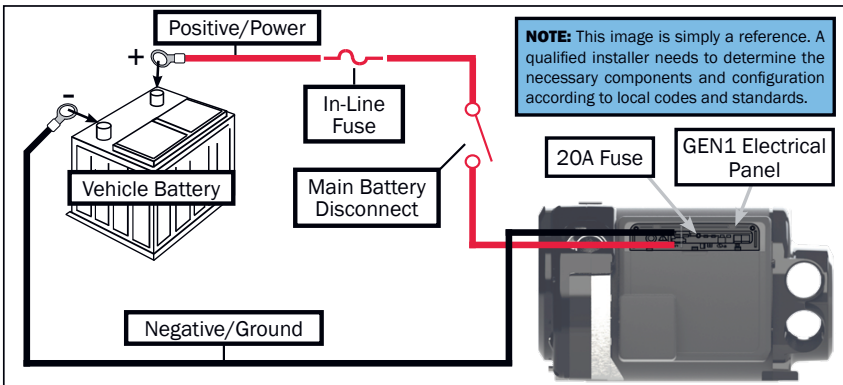 Positive/Power
NOTE: This image is simply a reference. A
qualified installer needs to determine the
necessary components and configuration
according to local codes and standards.
+
-
In-Line
Fuse
Vehicle Battery
Main Battery
Disconnect
20A Fuse
GEN1 Electrical
Panel
Negative/Ground